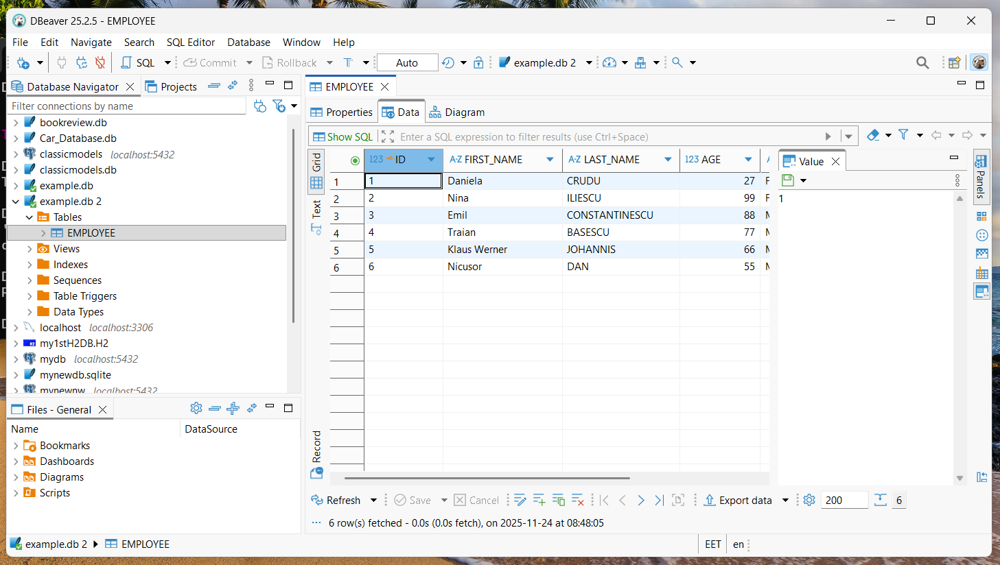 DBeaver 25.2.5 - EMPLOYEE
File Edit Navigate Search SQL Editor Database Window Help
SQL Commit Rollback T Auto example.db 2
Database Navigator Projects
Filter connections by name
bookreview.db
Car_Database.db
classicmodels localhost:5432
classicmodels.db
example.db
example.db 2
Tables
EMPLOYEE
Views
Indexes
Sequences
Table Triggers
Data Types
localhost localhost:3306
H2 my1stH2DB.H2
mydb localhost:5432
mynewdb.sqlite
mynewnw localhost:5432
Files - General
Name DataSource
Bookmarks
Dashboards
Diagrams
Scripts
EMPLOYEE
Properties Data Diagram
Show SQL Enter a SQL expression to filter results (use Ctrl+Space)
Grid
Text
Record
123 ID A-Z FIRST_NAME A-Z LAST_NAME 123 AGE A
1 1 Daniela CRUDU 27 F
2 2 Nina ILIESCU 99 F
3 3 Emil CONSTANTINESCU 88 M
4 4 Traian BASESCU 77 M
5 5 Klaus Werner JOHANNIS 66 M
6 6 Nicusor DAN 55 M
Value
1
Panels
Refresh Save Cancel Export data 200 6
6 row(s) fetched - 0.0s (0.0s fetch), on 2025-11-24 at 08:48:05
example.db 2 EMPLOYEE EET en